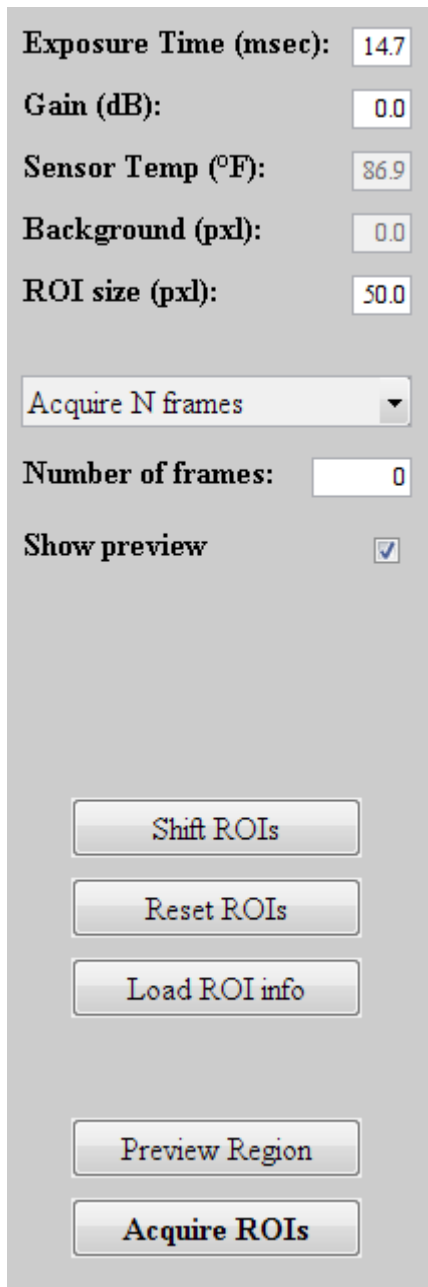 Exposure Time (msec): 14.7
Gain (dB): 0.0
Sensor Temp (°F): 86.9
Background (pxl): 0.0
ROI size (pxl): 50.0
Acquire N frames
Number of frames: 0
Show preview
Shift ROIs
Reset ROIs
Load ROI info
Preview Region
Acquire ROIs